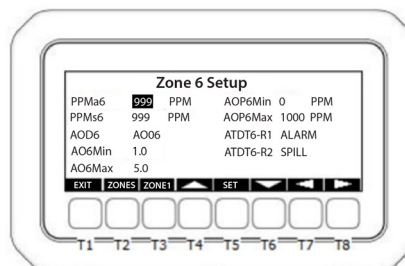 Zone 6 Setup
PPMa6 999 PPM AOP6Min 0 PPM
PPMs6 999 PPM AOP6Max 1000 PPM
AOD6 AO06 ATDT6-R1 ALARM
AO6Min 1.0 ATDT6-R2 SPILL
AO6Max 5.0
EXIT ZONES ZONE1 SET
T1 T2 T3 T4 T5 T6 T7 T8